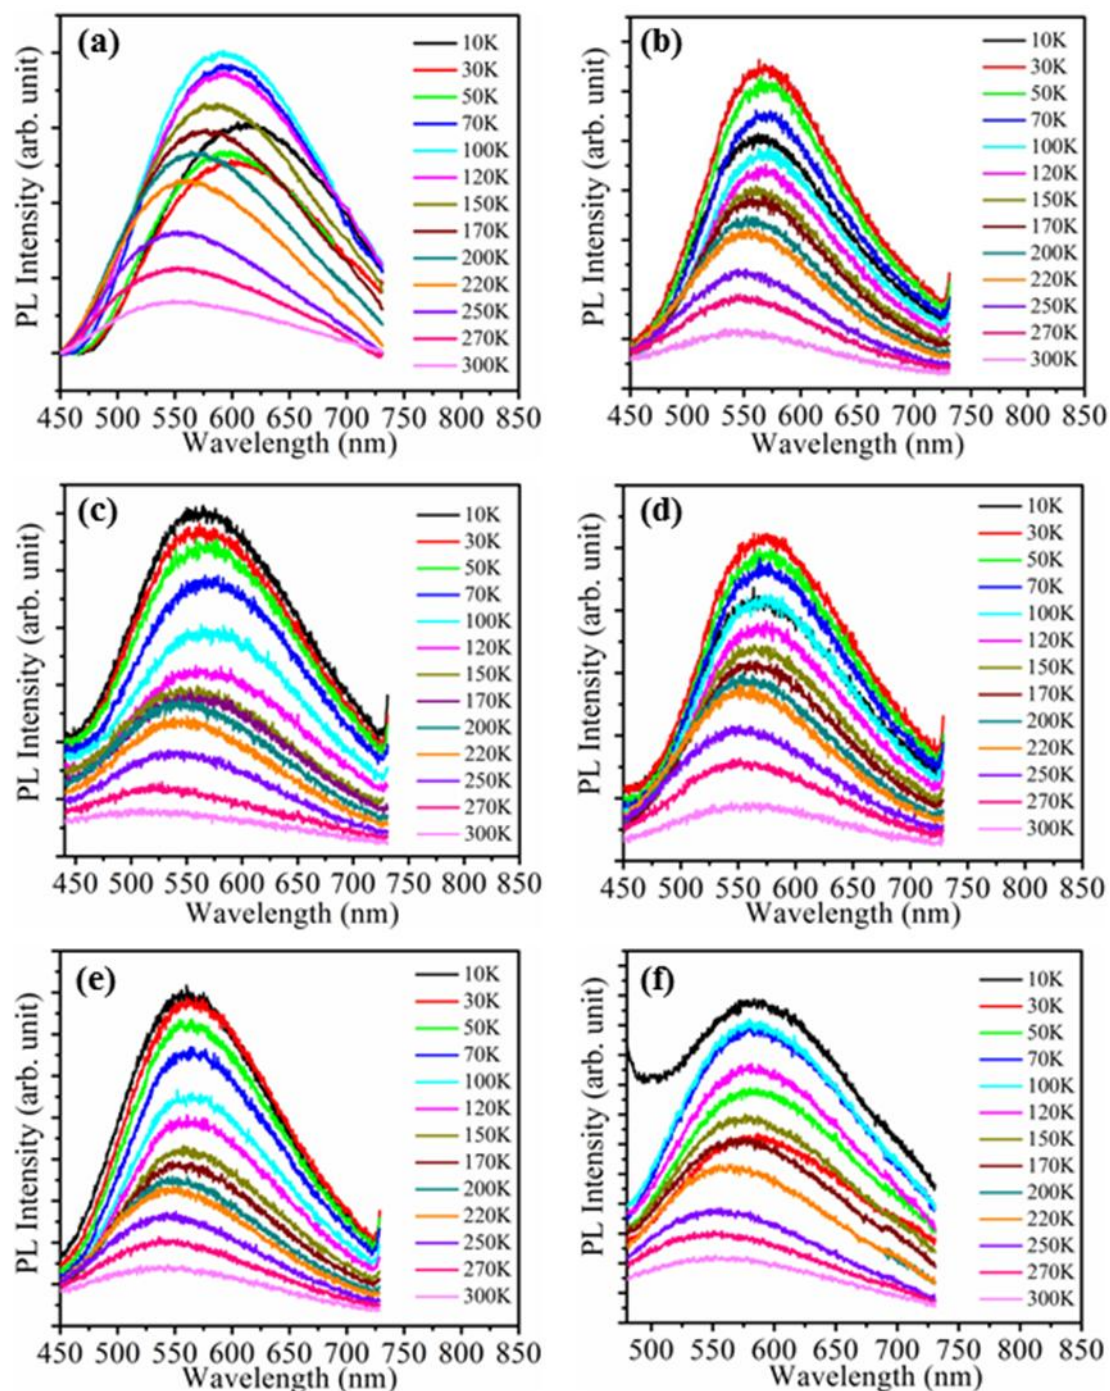 (a)
10K
30K
50K
70K
100K
120K
150K
170K
200K
220K
250K
270K
300K
PL Intensity (arb. unit)
450 500 550 600 650 700 750 800 850
Wavelength (nm)
(b)
10K
30K
50K
70K
100K
120K
150K
170K
200K
220K
250K
270K
300K
PL Intensity (arb. unit)
450 500 550 600 650 700 750 800 850
Wavelength (nm)
(c)
10K
30K
50K
70K
100K
120K
150K
170K
200K
220K
250K
270K
300K
PL Intensity (arb. unit)
450 500 550 600 650 700 750 800 850
Wavelength (nm)
(d)
10K
30K
50K
70K
100K
120K
150K
170K
200K
220K
250K
270K
300K
PL Intensity (arb. unit)
450 500 550 600 650 700 750 800 850
Wavelength (nm)
(e)
10K
30K
50K
70K
100K
120K
150K
170K
200K
220K
250K
270K
300K
PL Intensity (arb. unit)
450 500 550 600 650 700 750 800 850
Wavelength (nm)
(f)
10K
30K
50K
70K
100K
120K
150K
170K
200K
220K
250K
270K
300K
PL Intensity (arb. unit)
500 550 600 650 700 750 800 850
Wavelength (nm)